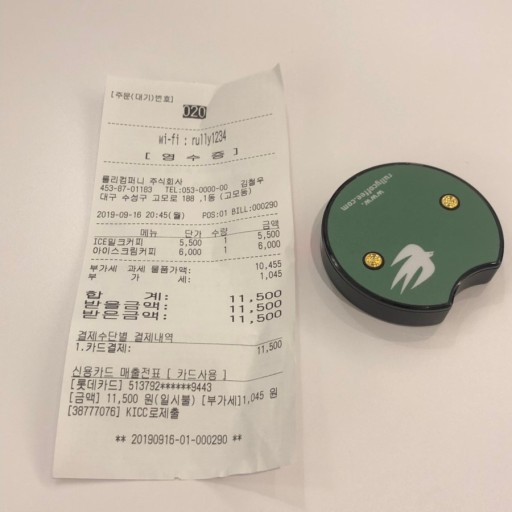 [주문(대기)번호]
020
wi-fi : rully1234
[ 영 수 증 ]
룰리컴퍼니 주식회사
453-87-01183 TEL:053-0000-00 김철우
대구 수성구 고모로 188 ,1동 (고모동)
2019-09-16 20:45(월) POS:01 BILL:000290
메뉴 단가 수량 금액
ICE밀크커피 5,500 1 5,500
아이스크림커피 6,000 1 6,000
부가세 과세 물품가액: 10,455
부 가 세: 1,045
합 계: 11,500
받을금액: 11,500
받은금액: 11,500
결제수단별 결제내역
1.카드결제: 11,500
신용카드 매출전표 [ 카드사용 ]
[롯데카드] 513792******9443
[금액] 11,500 원(일시불) [부가세]1,045 원
[38777076] KICC로제출
** 20190916-01-000290 **
www.
rullycoffee.com